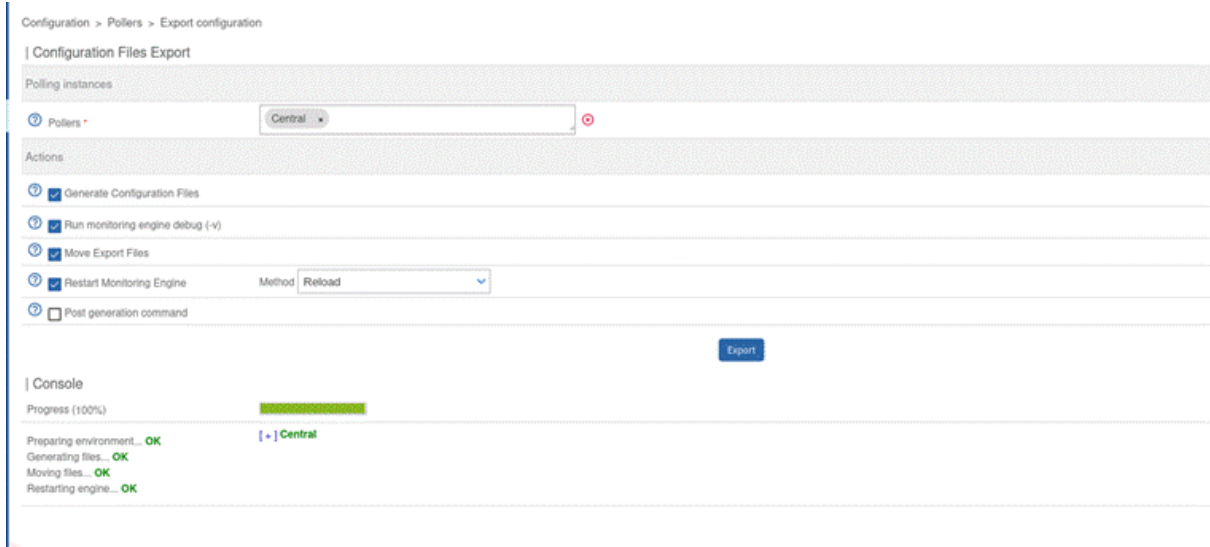 Configuration > Pollers > Export configuration
| Configuration Files Export
Polling instances
Pollers *
Central ×
Actions
Generate Configuration Files
Run monitoring engine debug (-v)
Move Export Files
Restart Monitoring Engine Method Reload
Post generation command
Export
| Console
Progress (100%)
Preparing environment... OK [ + ] Central
Generating files... OK
Moving files... OK
Restarting engine... OK